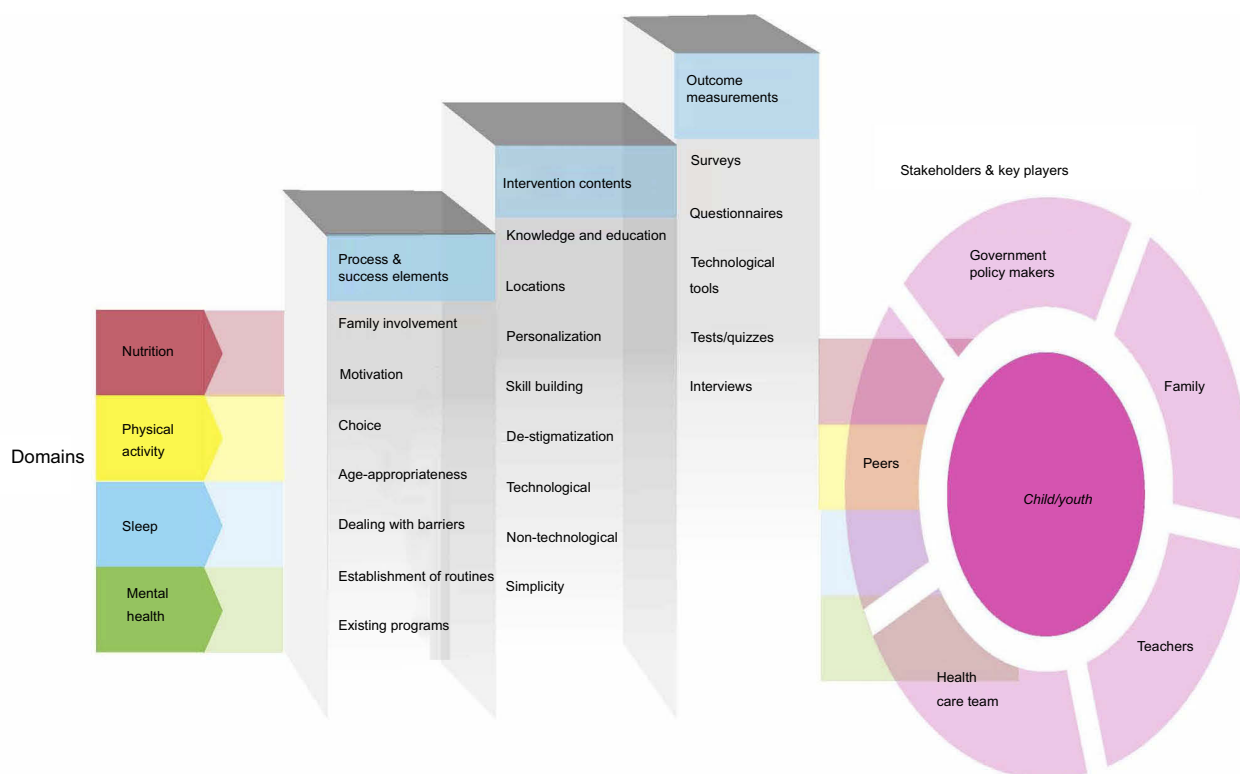 Domains
Nutrition
Physical
activity
Sleep
Mental
health
Process &
success elements
Family involvement
Motivation
Choice
Age-appropriateness
Dealing with barriers
Establishment of routines
Existing programs
Intervention contents
Knowledge and education
Locations
Personalization
Skill building
De-stigmatization
Technological
Non-technological
Simplicity
Outcome
measurements
Surveys
Questionnaires
Technological
tools
Tests/quizzes
Interviews
Stakeholders & key players
Government
policy makers
Family
Peers
Child/youth
Teachers
Health
care team